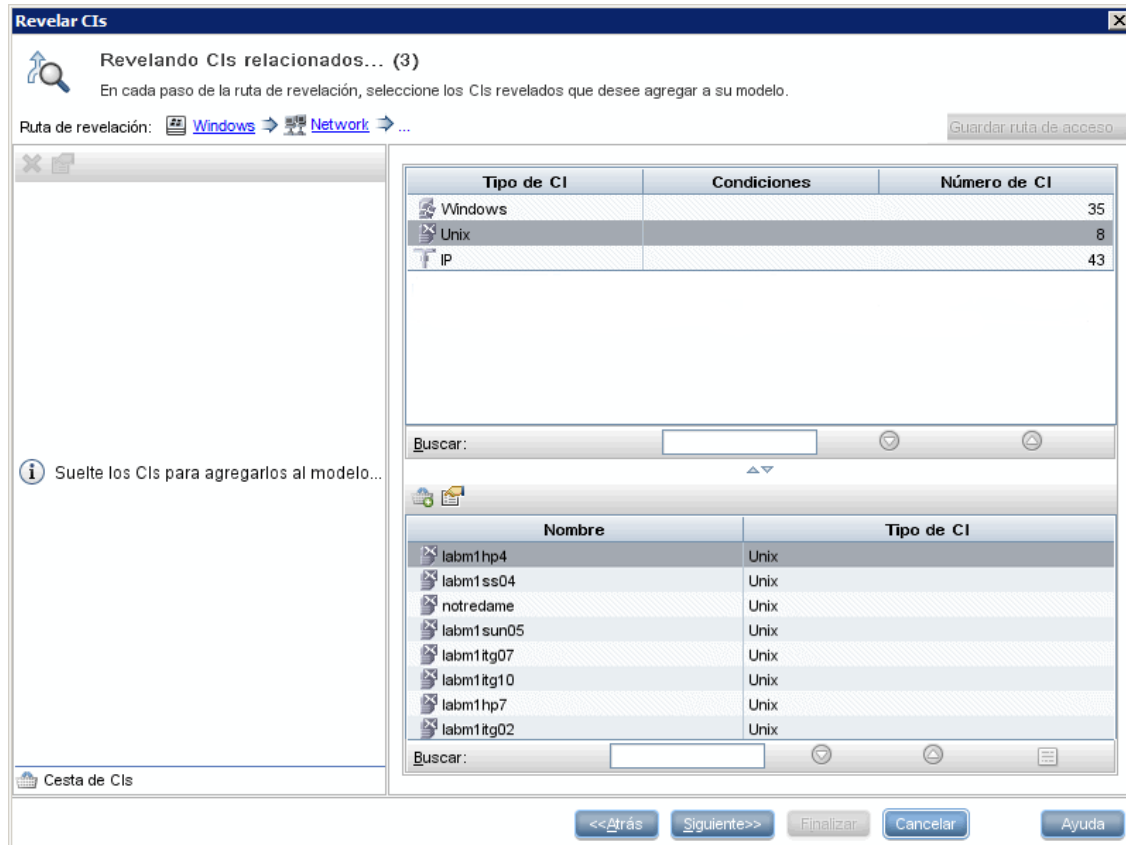 Revelar CIs
Revelando CIs relacionados... (3)
En cada paso de la ruta de revelación, seleccione los CIs revelados que desee agregar a su modelo.
Ruta de revelación: Windows Network ...
Guardar ruta de acceso
Tipo de CI Condiciones Número de CI
Windows 35
Unix 8
IP 43
Buscar:
Suelte los CIs para agregarlos al modelo...
Nombre Tipo de CI
labm1hp4 Unix
labm1ss04 Unix
notredame Unix
labm1sun05 Unix
labm1itg07 Unix
labm1itg10 Unix
labm1hp7 Unix
labm1itg02 Unix
Buscar:
Cesta de CIs
<<Atrás Siguiente>> Finalizar Cancelar Ayuda